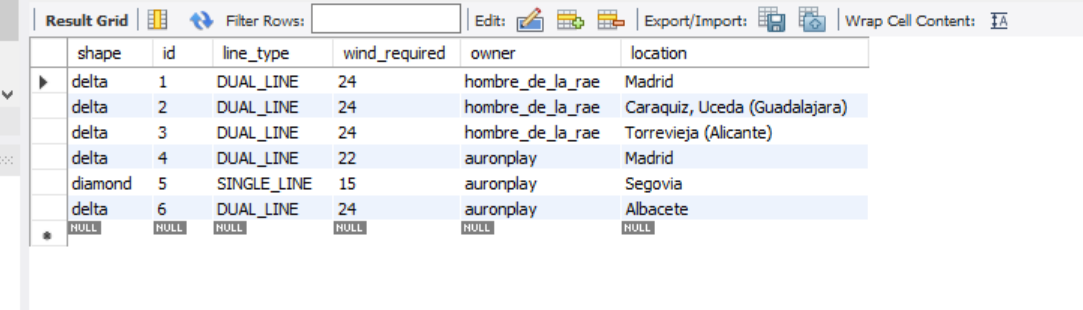 Result Grid Filter Rows: Edit: Export/Import: Wrap Cell Content: IA
shape id line_type wind_required owner location
delta 1 DUAL_LINE 24 hombre_de_la_rae Madrid
delta 2 DUAL_LINE 24 hombre_de_la_rae Caraquiz, Uceda (Guadalajara)
delta 3 DUAL_LINE 24 hombre_de_la_rae Torrevieja (Alicante)
delta 4 DUAL_LINE 22 auronplay Madrid
diamond 5 SINGLE_LINE 15 auronplay Segovia
delta 6 DUAL_LINE 24 auronplay Albacete
NULL NULL NULL NULL NULL NULL